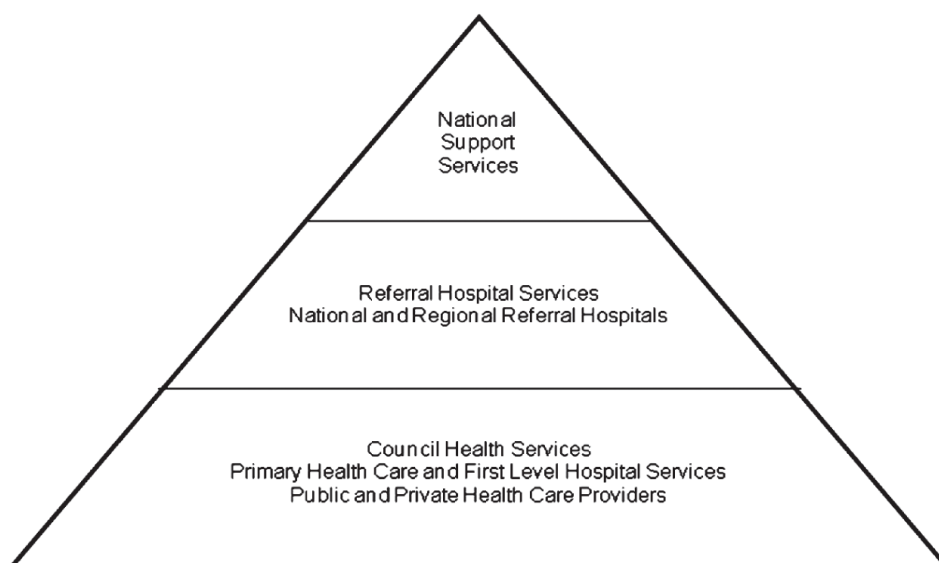 National
Support
Services
Referral Hospital Services
National and Regional Referral Hospitals
Council Health Services
Primary Health Care and First Level Hospital Services
Public and Private Health Care Providers